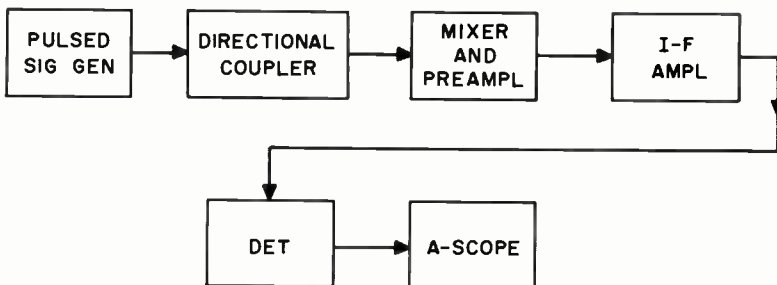 PULSED
SIG GEN
DIRECTIONAL
COUPLER
MIXER
AND
PREAMPL
I-F
AMPL
DET
A-SCOPE